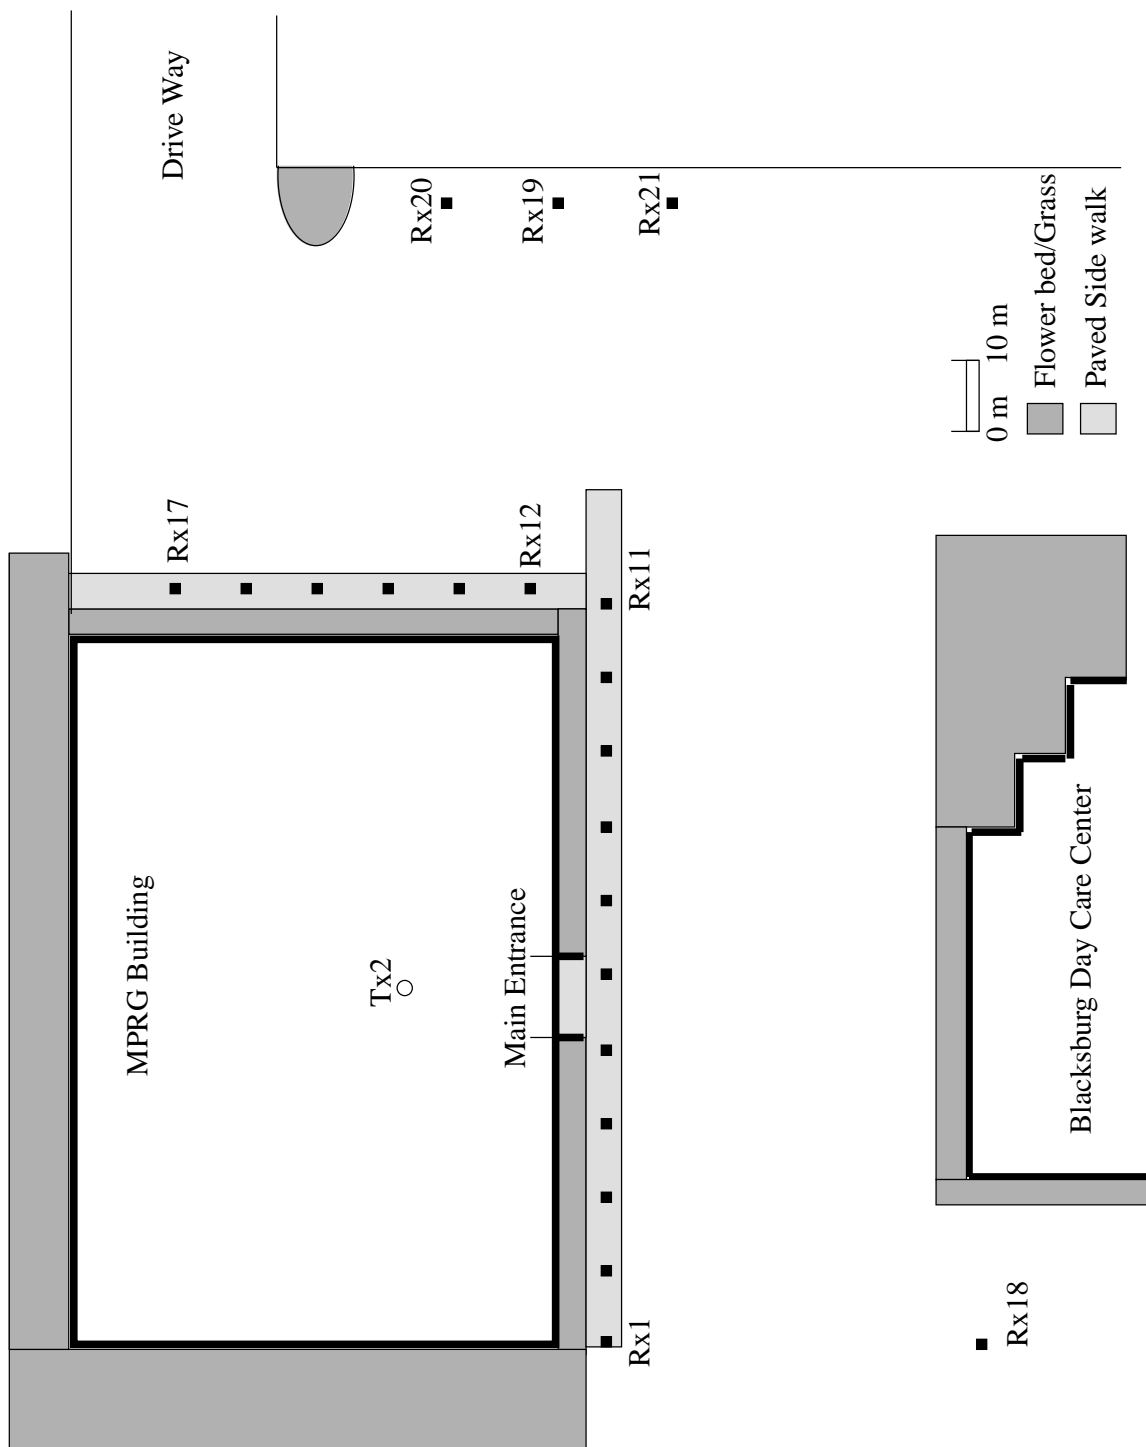 Drive Way
Rx20
Rx19
Rx21
Rx17
Rx12
Rx11
0 m 10 m
Flower bed/Grass
Paved Side walk
MPRG Building
Tx2
Main Entrance
Blacksburg Day Care Center
Rx1
Rx18